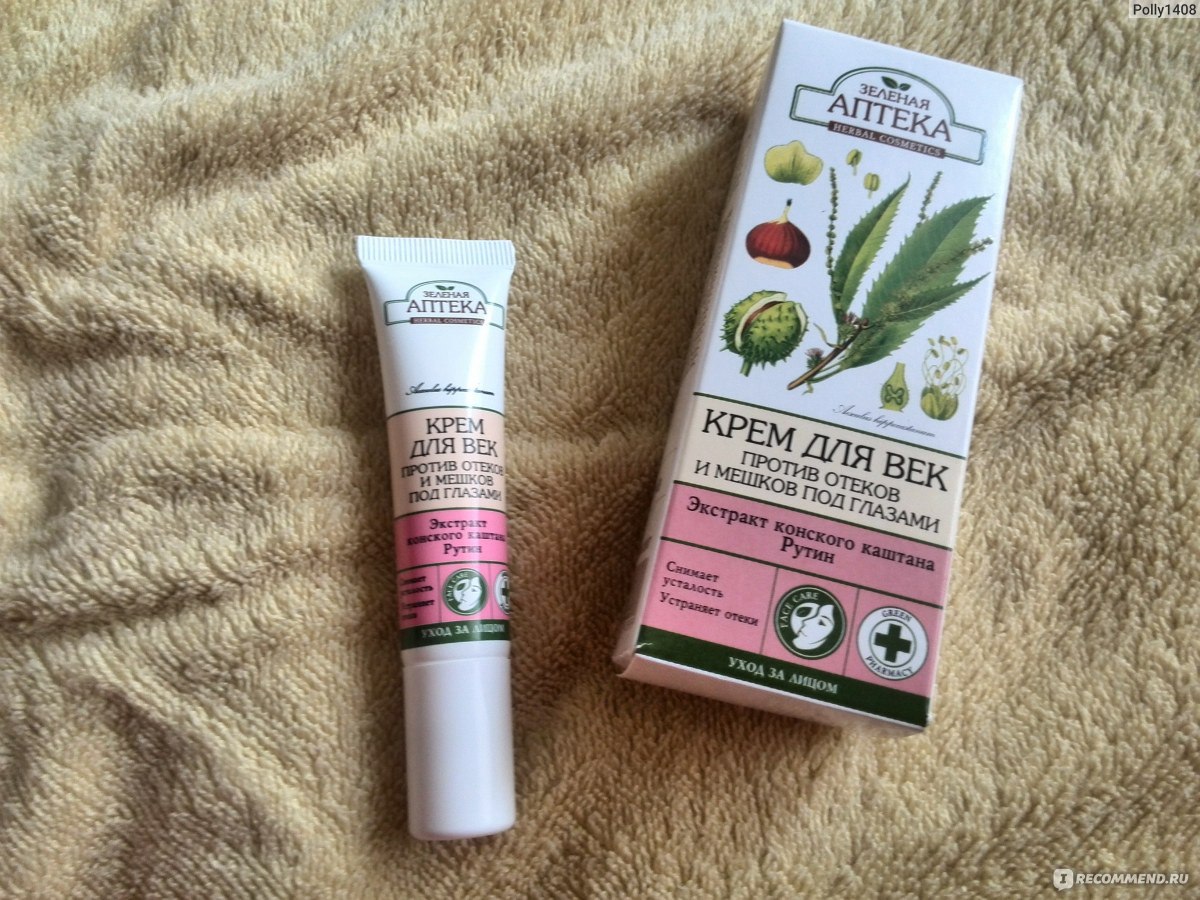 Polly1408
ЗЕЛЕНАЯ
АПТЕКА
HERBAL COSMETICS
КРЕМ ДЛЯ ВЕК
ПРОТИВ ОТЕКОВ
И МЕШКОВ ПОД ГЛАЗАМИ
Экстракт конского каштана
Рутин
Снимает
усталость
Устраняет отеки
FACE CARE
GREEN
PHARMACY
УХОД ЗА ЛИЦОМ
ЗЕЛЕНАЯ
АПТЕКА
HERBAL COSMETICS
КРЕМ
ДЛЯ ВЕК
ПРОТИВ ОТЕКОВ
И МЕШКОВ
ПОД ГЛАЗАМИ
Экстракт
конского каштана
Рутин
FACE CARE
УХОД ЗА ЛИЦОМ
IRECOMMEND.RU